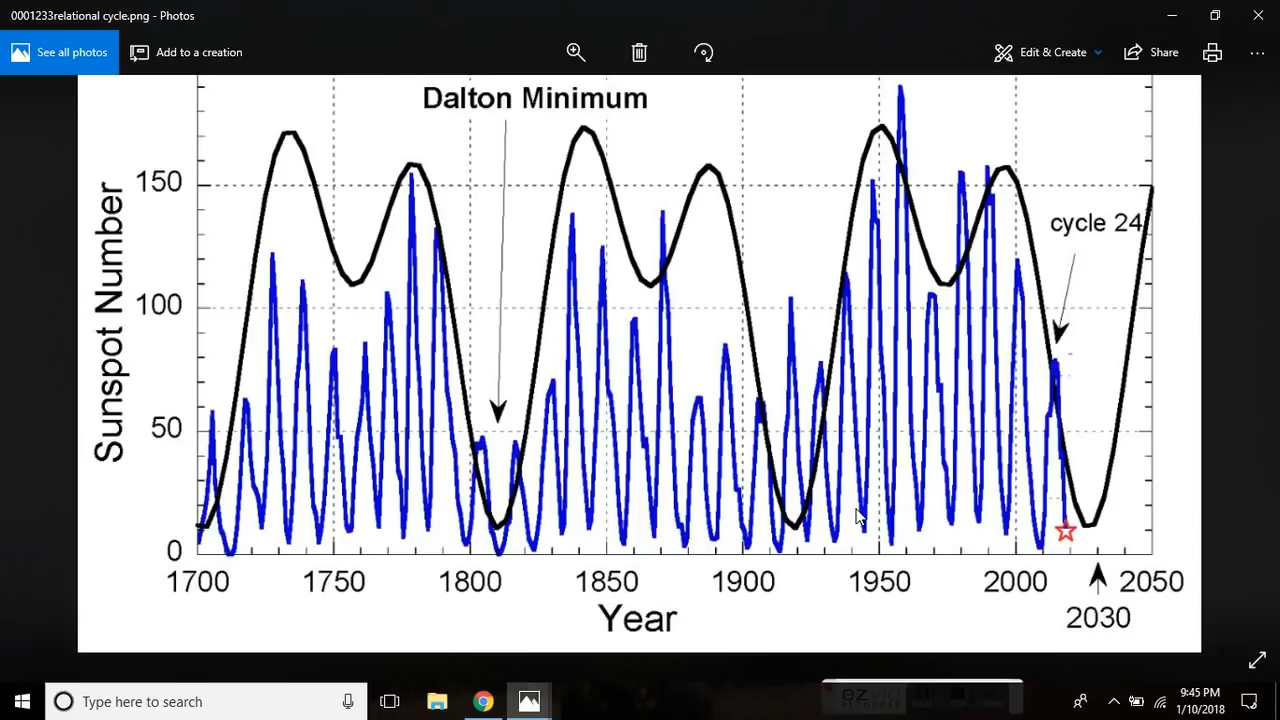 0001233relational cycle.png - Photos
See all photos
Add to a creation
Edit & Create
Share
Dalton Minimum
cycle 24
Sunspot Number
150
100
50
0
1700 1750 1800 1850 1900 1950 2000 2050
2030
Year
Type here to search
ezvid
RECORDER
9:45 PM
1/10/2018